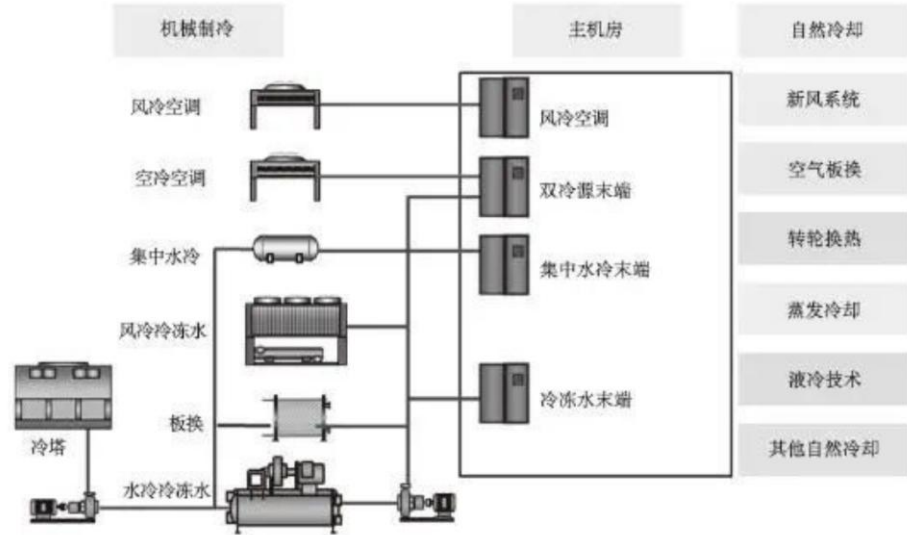 机械制冷
主机房
自然冷却
风冷空调
风冷空调
新风系统
空冷空调
双冷源末端
空气板换
集中水冷
集中水冷末端
转轮换热
风冷冷冻水
蒸发冷却
冷塔
板换
冷冻水末端
液冷技术
水冷冷冻水
其他自然冷却